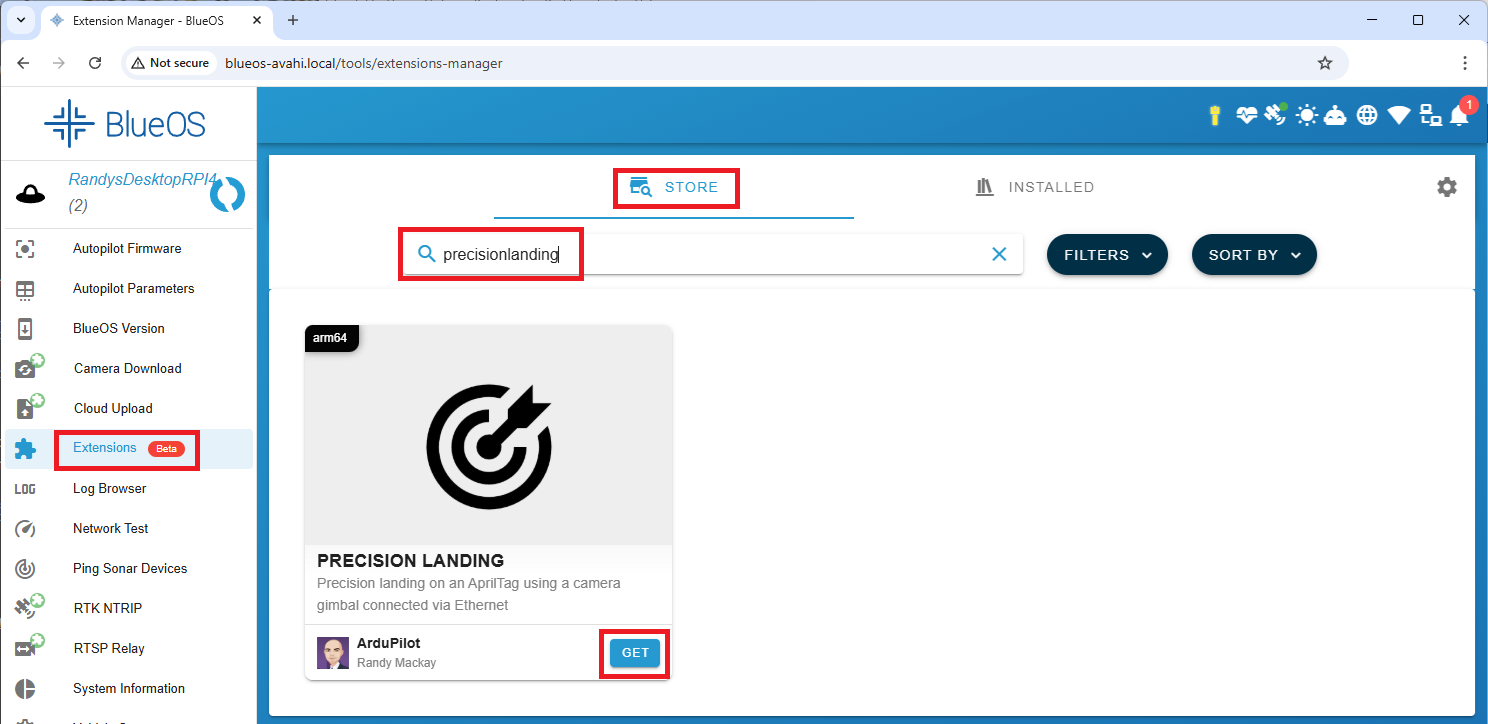 Extension Manager - BlueOS
Not secure
blueos-avahi.local/tools/extensions-manager
BlueOS
1
RandysDesktopRPI4
(2)
STORE
INSTALLED
precisionlanding
FILTERS
SORT BY
Autopilot Firmware
Autopilot Parameters
BlueOS Version
Camera Download
Cloud Upload
Extensions Beta
LOG Log Browser
Network Test
Ping Sonar Devices
RTK NTRIP
RTSP Relay
System Information
arm64
PRECISION LANDING
Precision landing on an AprilTag using a camera
gimbal connected via Ethernet
ArduPilot
Randy Mackay
GET